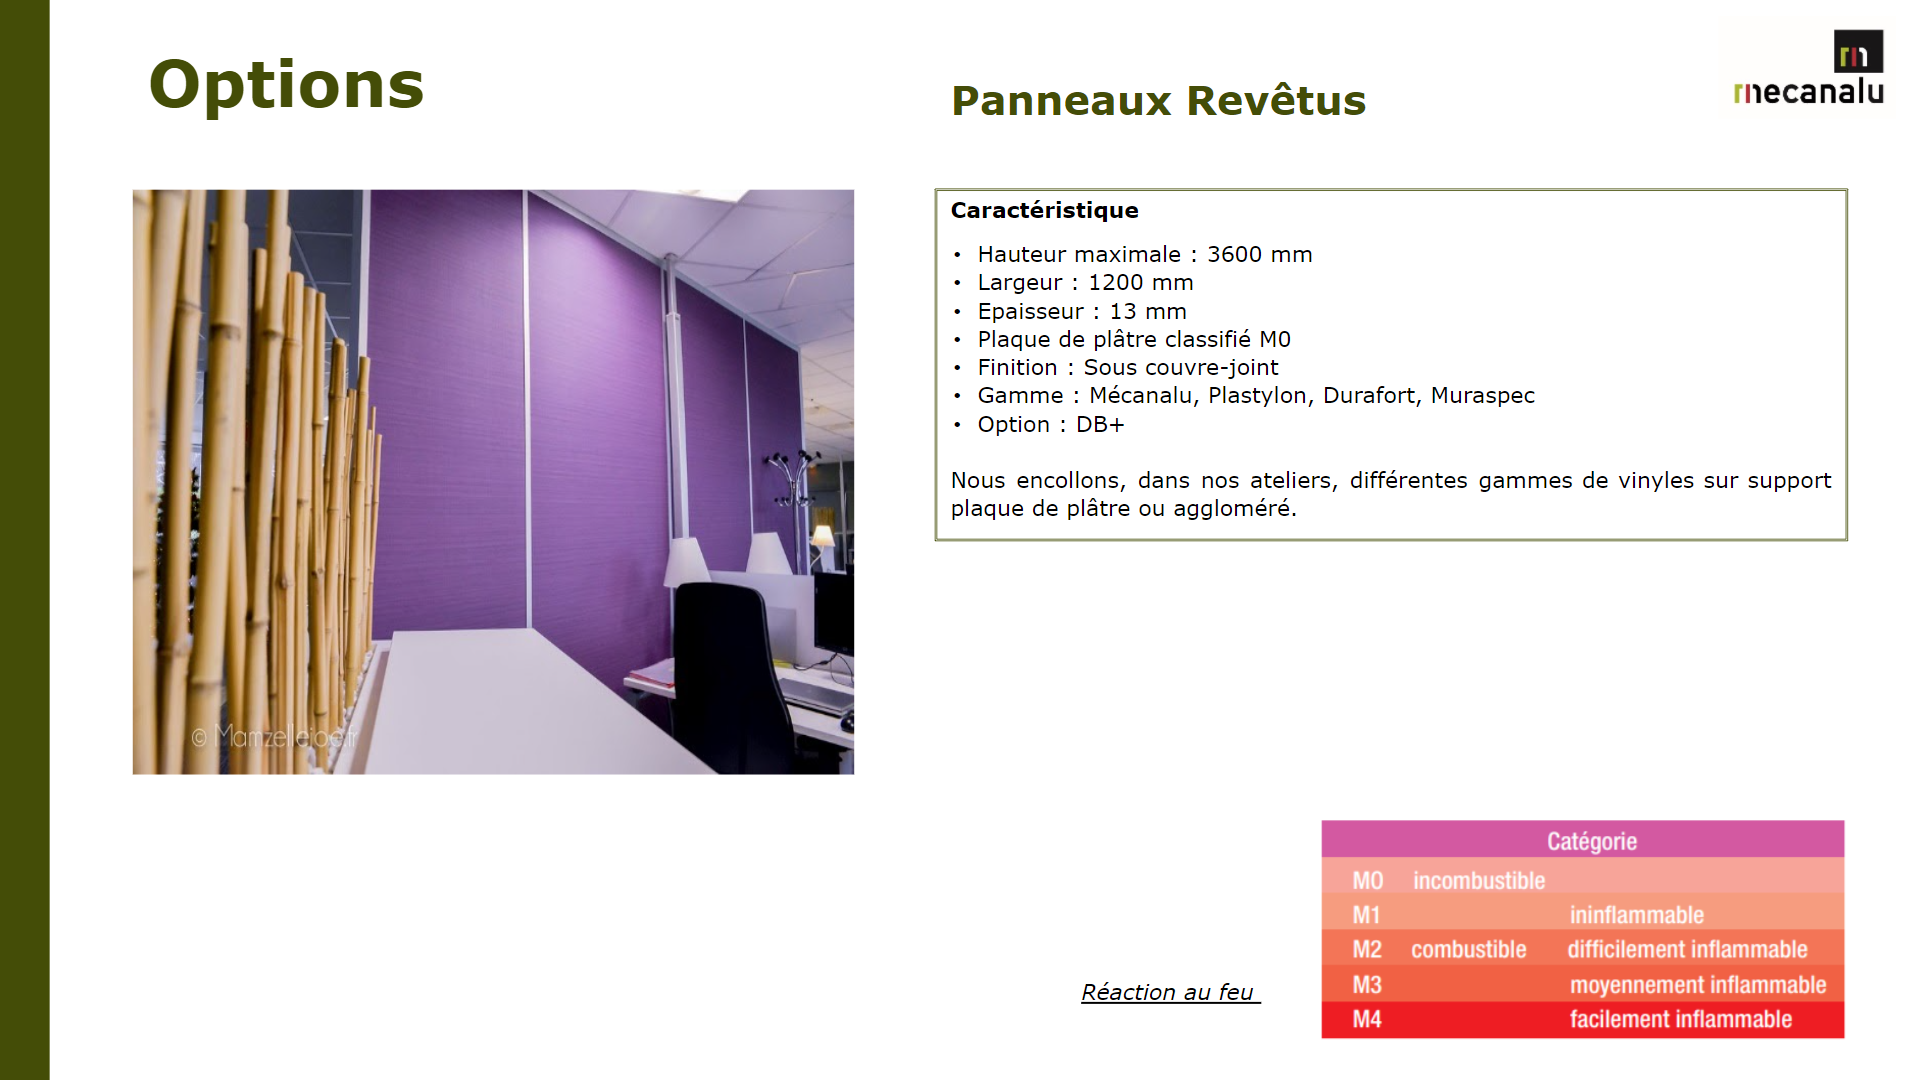 Options
Panneaux Revêtus
mecanalu
Caractéristique
• Hauteur maximale : 3600 mm
• Largeur : 1200 mm
• Epaisseur : 13 mm
• Plaque de plâtre classifié M0
• Finition : Sous couvre-joint
• Gamme : Mécanalu, Plastylon, Durafort, Muraspec
• Option : DB+
Nous encollons, dans nos ateliers, différentes gammes de vinyles sur support
plaque de plâtre ou aggloméré.
© Mamzellejoe.fr
Catégorie
M0 incombustible
M1 ininflammable
M2 combustible difficilement inflammable
M3 moyennement inflammable
M4 facilement inflammable
Réaction au feu